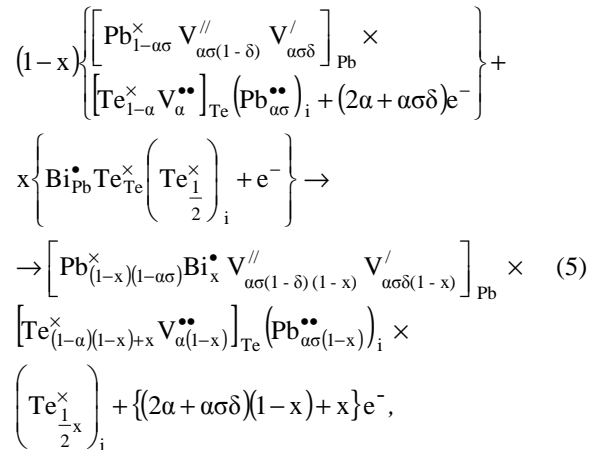 (1−x){[Pb^×_{1−ασ} V^{//}_{ασ(1 - δ)} V^{/}_{ασδ}]_{Pb} ×
[Te^×_{1−α} V^{••}_α]_{Te} (Pb^{••}_{ασ})_i + (2α + ασδ)e^−} +
x{Bi^•_{Pb} Te^×_{Te} (Te^×_{1/2})_i + e^−} →
→ [Pb^×_{(1−x)(1−ασ)} Bi^•_x V^{//}_{ασ(1 - δ) (1 - x)} V^{/}_{ασδ(1 - x)}]_{Pb} × (5)
[Te^×_{(1−α)(1−x)+x} V^{••}_{α(1−x)}]_{Te} (Pb^{••}_{ασ(1−x)})_i ×
(Te^×_{1/2 x})_i + {(2α + ασδ)(1−x) + x}e^-,